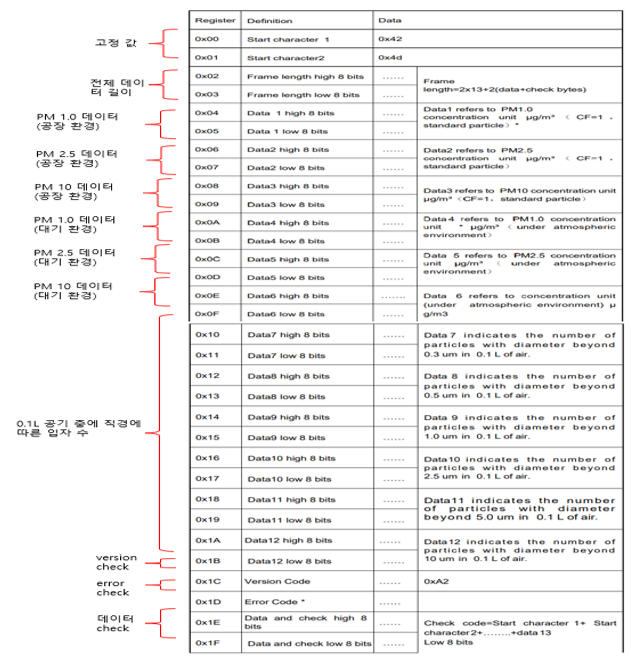 Register Definition Data
고정 값
0x00 Start character 1 0x42
0x01 Start character2 0x4d
전체 데이
터 길이
0x02 Frame length high 8 bits ......
0x03 Frame length low 8 bits ......
Frame
length=2x13+2(data+check bytes)
PM 1.0 데이터
(공장 환경)
0x04 Data 1 high 8 bits ......
0x05 Data 1 low 8 bits ......
Data1 refers to PM1.0
concentration unit μg/m³ （ CF=1 ，
standard particle）*
PM 2.5 데이터
(공장 환경)
0x06 Data2 high 8 bits ......
0x07 Data2 low 8 bits ......
Data2 refers to PM2.5
concentration unit μg/m³ （ CF=1 ，
standard particle）
PM 10 데이터
(공장 환경)
0x08 Data3 high 8 bits ......
0x09 Data3 low 8 bits ......
Data3 refers to PM10 concentration unit
μg/m³（CF=1， standard particle）
PM 1.0 데이터
(대기 환경)
0x0A Data4 high 8 bits ......
0x0B Data4 low 8 bits ......
Data4 refers to PM1.0 concentration
unit * μg/m³（under atmospheric
environment）
PM 2.5 데이터
(대기 환경)
0x0C Data5 high 8 bits ......
0x0D Data5 low 8 bits ......
Data 5 refers to PM2.5 concentration
unit μg/m³ （ under atmospheric
environment）
PM 10 데이터
(대기 환경)
0x0E Data6 high 8 bits .......
0x0F Data6 low 8 bits ......
Data 6 refers to concentration unit
(under atmospheric environment) μ
g/m3
0.1L 공기 중에 직경에
따른 입자 수
0x10 Data7 high 8 bits ......
0x11 Data7 low 8 bits ......
Data 7 indicates the number of
particles with diameter beyond
0.3 um in 0.1 L of air.
0x12 Data8 high 8 bits ......
0x13 Data8 low 8 bits ......
Data 8 indicates the number of
particles with diameter beyond
0.5 um in 0.1 L of air.
0x14 Data9 high 8 bits ......
0x15 Data9 low 8 bits ......
Data 9 indicates the number of
particles with diameter beyond
1.0 um in 0.1 L of air.
0x16 Data10 high 8 bits ......
0x17 Data10 low 8 bits ......
Data10 indicates the number of
particles with diameter beyond
2.5 um in 0.1 L of air.
0x18 Data11 high 8 bits ......
0x19 Data11 low 8 bits ......
Data11 indicates the number
of particles with diameter
beyond 5.0 um in 0.1 L of air.
0x1A Data12 high 8 bits ......
0x1B Data12 low 8 bits ......
Data12 indicates the number of
particles with diameter beyond
10 um in 0.1 L of air.
version
check
0x1C Version Code ...... 0xA2
error
check
0x1D Error Code * ......
데이터
check
0x1E Data and check high 8
bits ......
0x1F Data and check low 8 bits ......
Check code=Start character 1+ Start
character2+........+data13
Low 8 bits